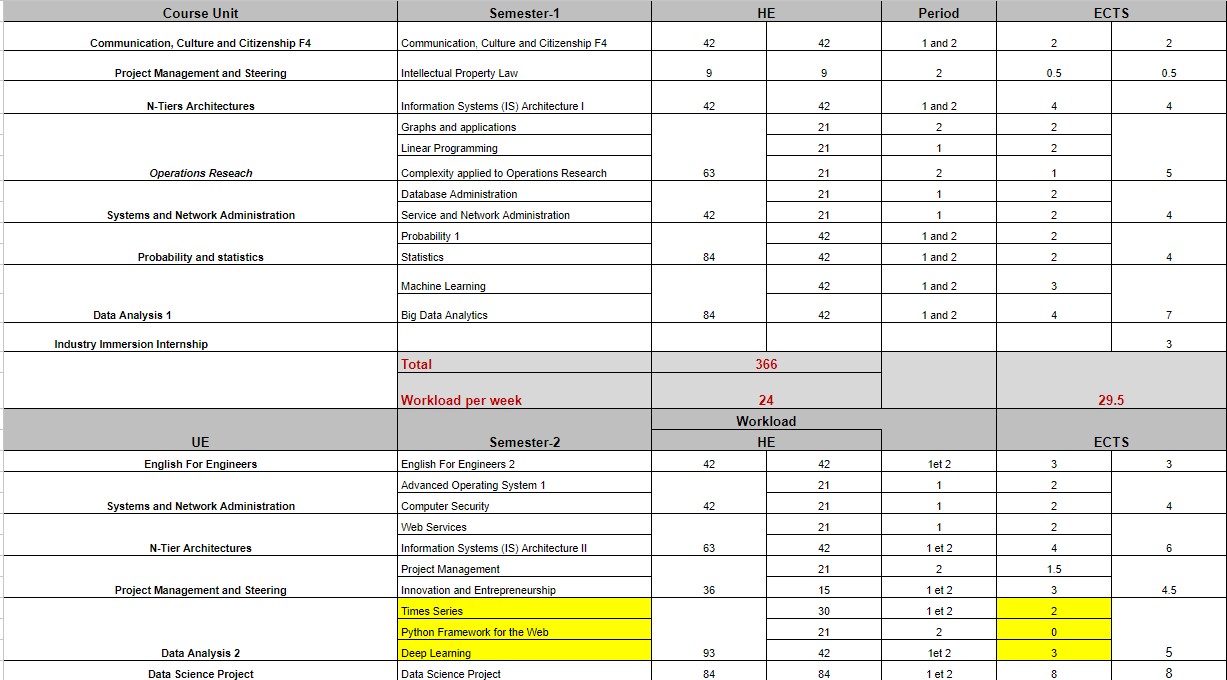 Course Unit Semester-1 HE Period ECTS
Communication, Culture and Citizenship F4 Communication, Culture and Citizenship F4 42 42 1 and 2 2 2
Project Management and Steering Intellectual Property Law 9 9 2 0.5 0.5
N-Tiers Architectures Information Systems (IS) Architecture I 42 42 1 and 2 4 4
Graphs and applications 21 2 2
Linear Programming 21 1 2
Operations Reseach Complexity applied to Operations Research 63 21 2 1 5
Database Administration 21 1 2
Systems and Network Administration Service and Network Administration 42 21 1 2 4
Probability 1 42 1 and 2 2
Probability and statistics Statistics 84 42 1 and 2 2 4
Machine Learning 42 1 and 2 3
Data Analysis 1 Big Data Analytics 84 42 1 and 2 4 7
Industry Immersion Internship 3
Total 366
Workload per week 24 29.5
Workload
UE Semester-2 HE ECTS
English For Engineers English For Engineers 2 42 42 1et 2 3 3
Advanced Operating System 1 21 1 2
Systems and Network Administration Computer Security 42 21 1 2 4
Web Services 21 1 2
N-Tier Architectures Information Systems (IS) Architecture II 63 42 1 et 2 4 6
Project Management 21 2 1.5
Project Management and Steering Innovation and Entrepreneurship 36 15 1 et 2 3 4.5
Times Series 30 1 et 2 2
Python Framework for the Web 21 2 0
Data Analysis 2 Deep Learning 93 42 1et 2 3 5
Data Science Project Data Science Project 84 84 1 et 2 8 8